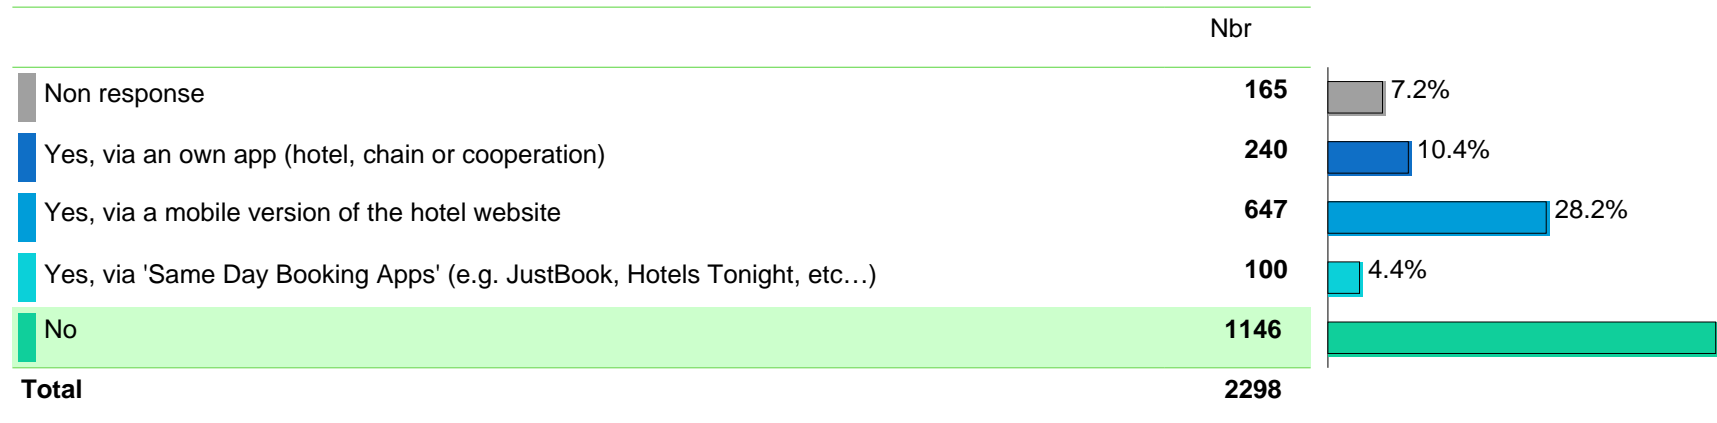 Nbr
Non response 165 7.2%
Yes, via an own app (hotel, chain or cooperation) 240 10.4%
Yes, via a mobile version of the hotel website 647 28.2%
Yes, via 'Same Day Booking Apps' (e.g. JustBook, Hotels Tonight, etc…) 100 4.4%
No 1146
Total 2298